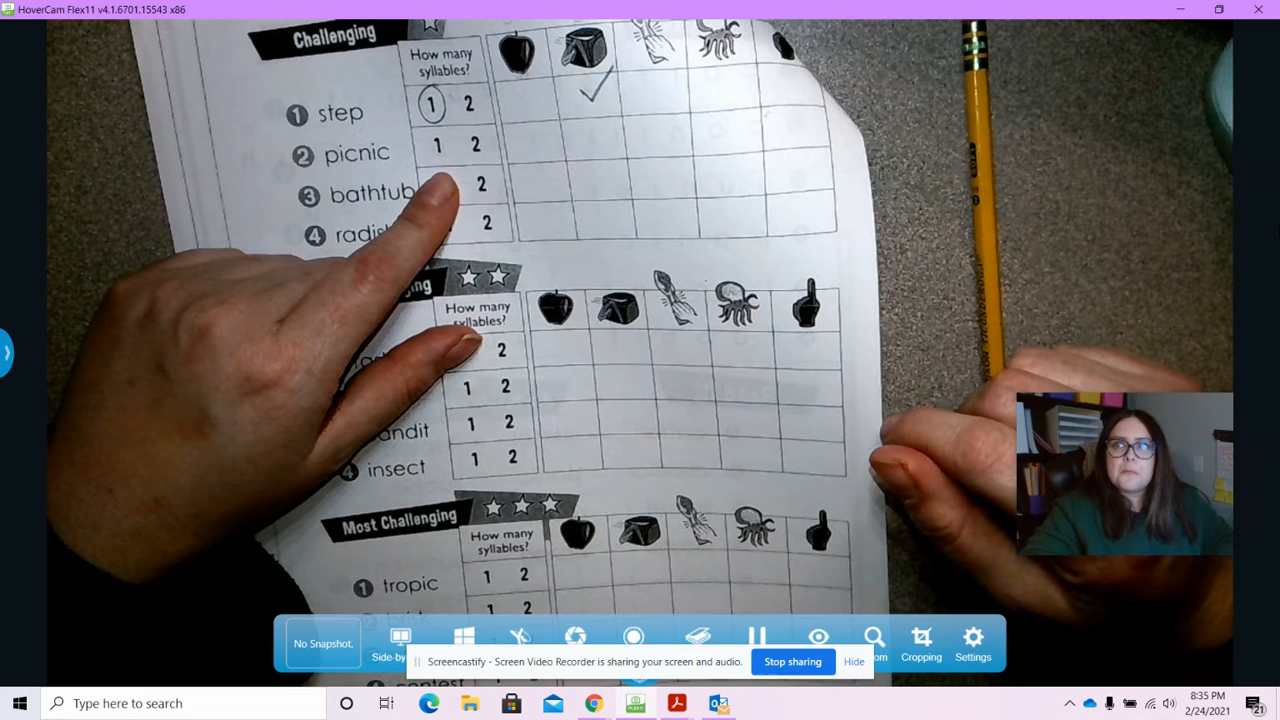 HoverCam Flex11 v4.1.6701.15543 x86
Challenging
How many
syllables?
1 step 1 2
2 picnic 1 2
3 bathtub 2
4 2
How many
syllables?
2
1 2
1 2
4 insect 1 2
Most Challenging
How many
syllables?
1 tropic 1 2
1 2
No Snapshot.
Cropping
Settings
Screencastify - Screen Video Recorder is sharing your screen and audio.
Stop sharing
Hide
Type here to search
8:35 PM
2/24/2021
21